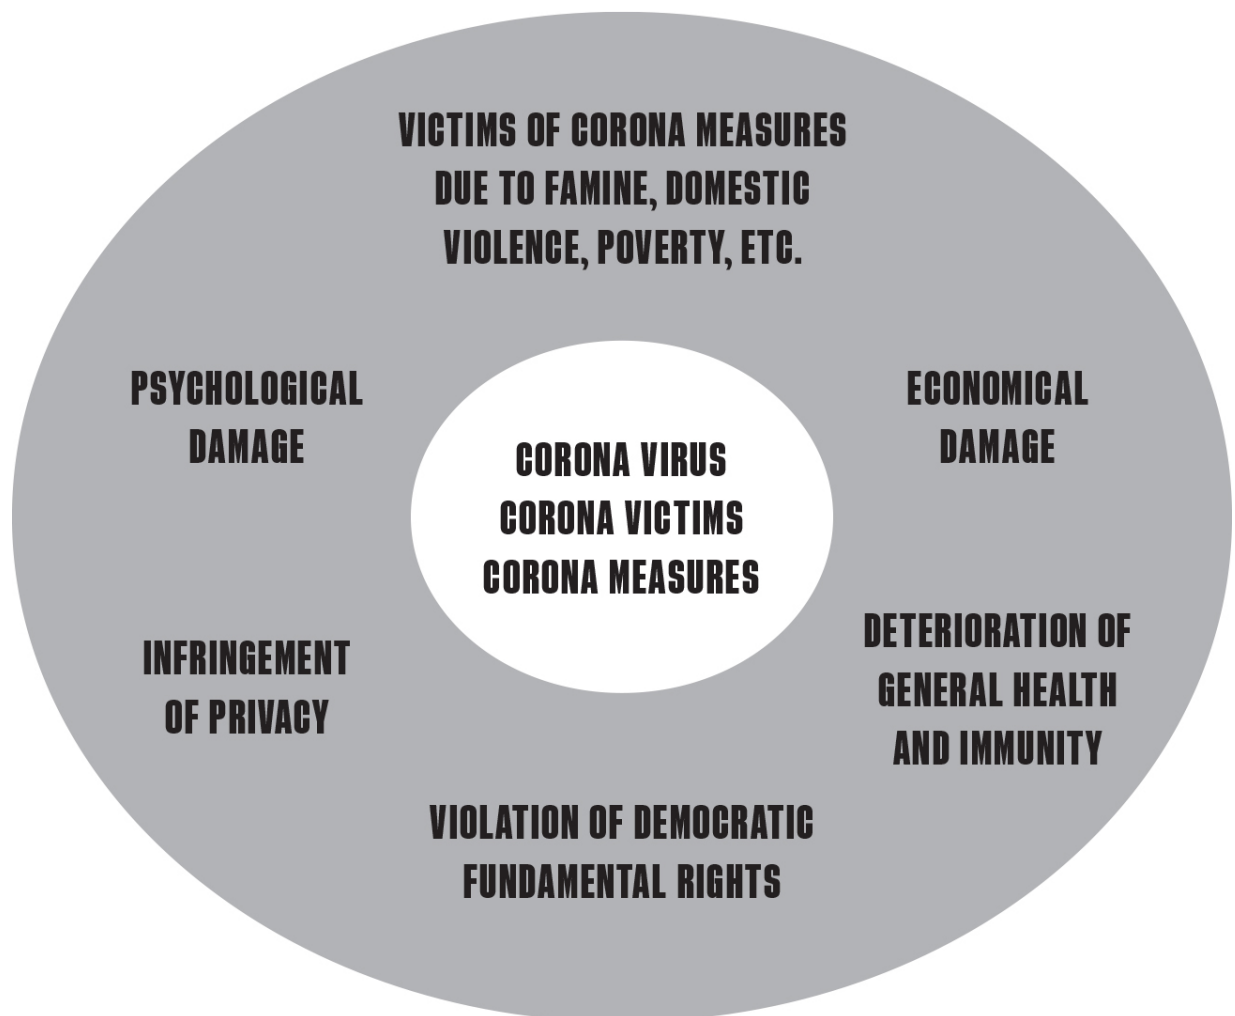 VICTIMS OF CORONA MEASURES
DUE TO FAMINE, DOMESTIC
VIOLENCE, POVERTY, ETC.
PSYCHOLOGICAL
DAMAGE
ECONOMICAL
DAMAGE
CORONA VIRUS
CORONA VICTIMS
CORONA MEASURES
INFRINGEMENT
OF PRIVACY
DETERIORATION OF
GENERAL HEALTH
AND IMMUNITY
VIOLATION OF DEMOCRATIC
FUNDAMENTAL RIGHTS